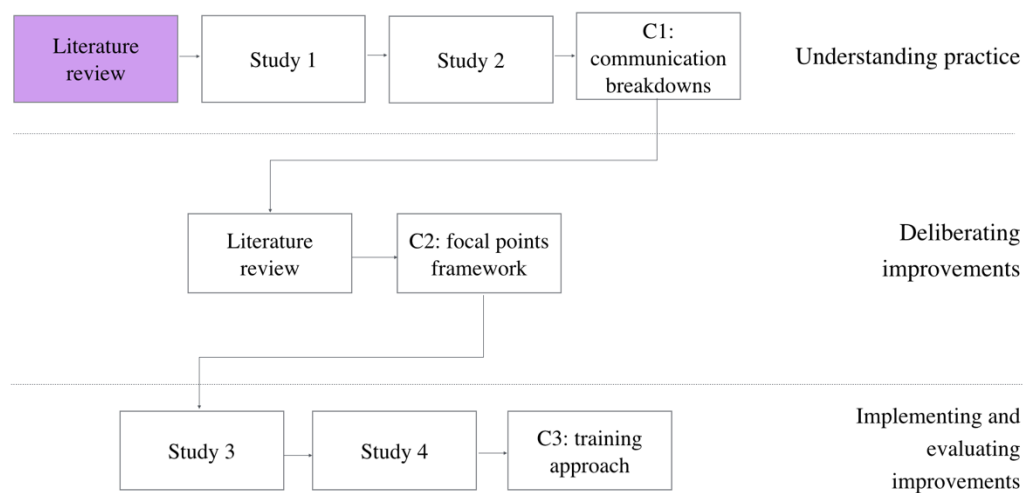 Literature
review
Study 1
Study 2
C1:
communication
breakdowns
Understanding practice
Literature
review
C2: focal points
framework
Deliberating
improvements
Study 3
Study 4
C3: training
approach
Implementing and
evaluating
improvements